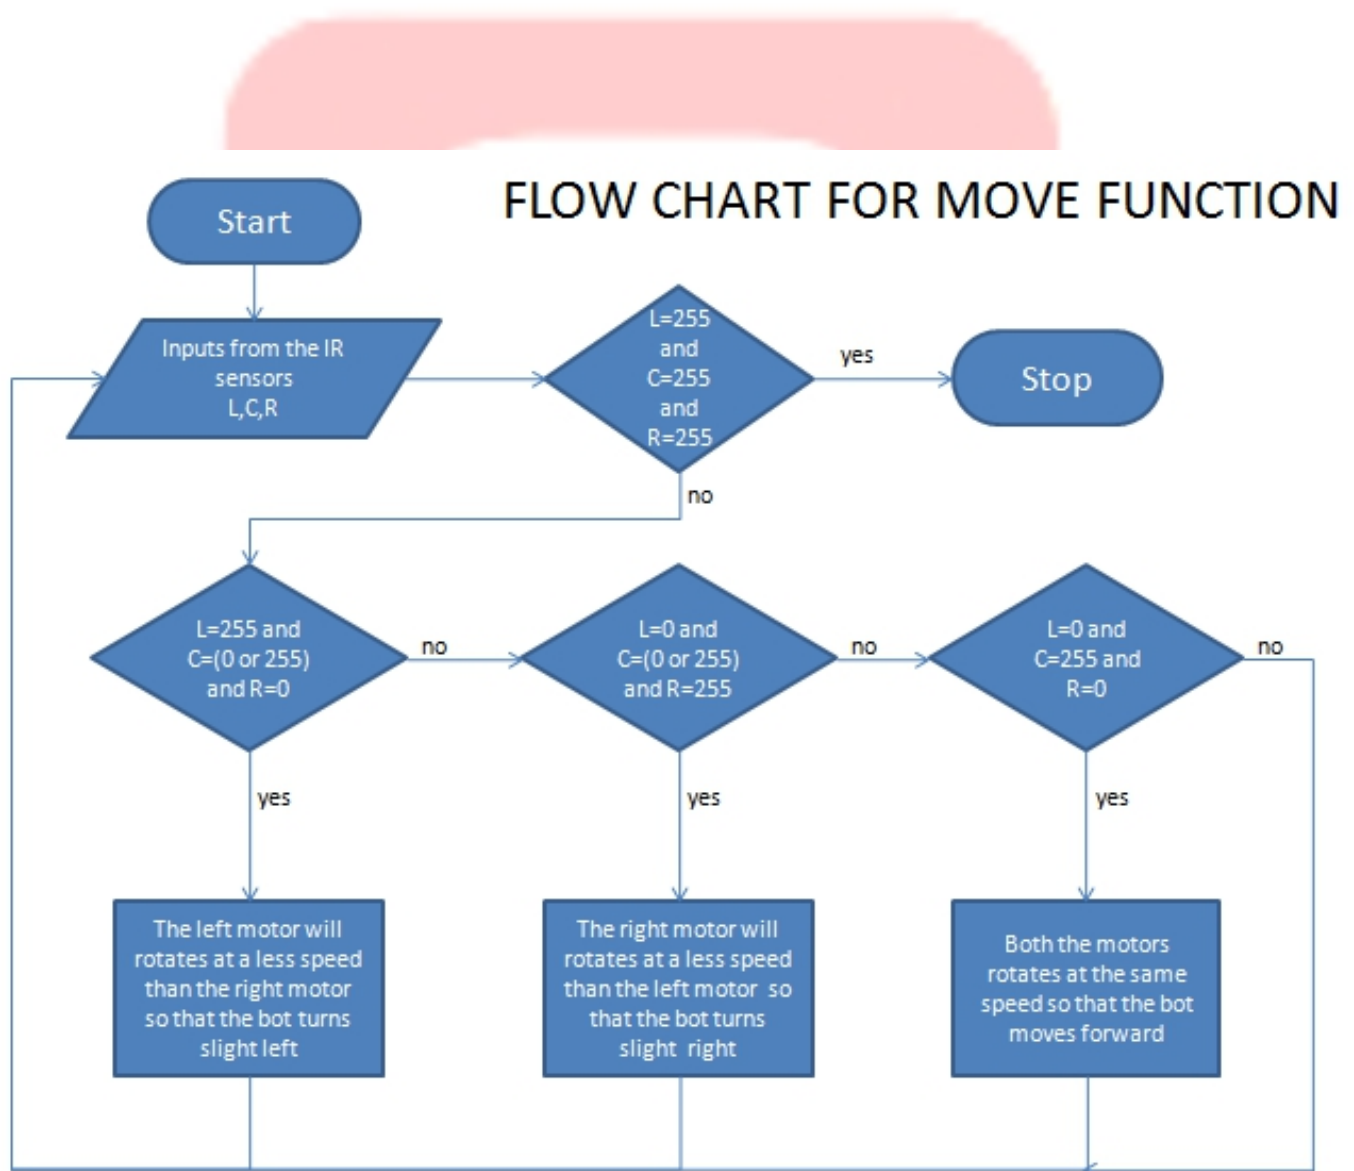 FLOW CHART FOR MOVE FUNCTION
Start
Inputs from the IR
sensors
L,C,R
L=255
and
C=255
and
R=255
yes
Stop
no
L=255 and
C=(0 or 255)
and R=0
no
L=0 and
C=(0 or 255)
and R=255
no
L=0 and
C=255 and
R=0
no
yes
yes
yes
The left motor will
rotates at a less speed
than the right motor
so that the bot turns
slight left
The right motor will
rotates at a less speed
than the left motor so
that the bot turns
slight right
Both the motors
rotates at the same
speed so that the bot
moves forward